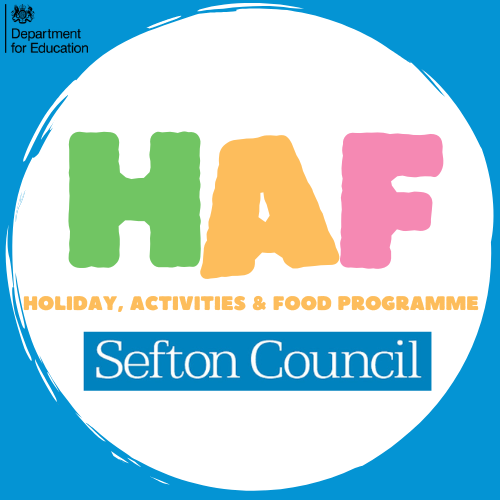 Department
for Education
HAF
HOLIDAY, ACTIVITIES & FOOD PROGRAMME
Sefton Council